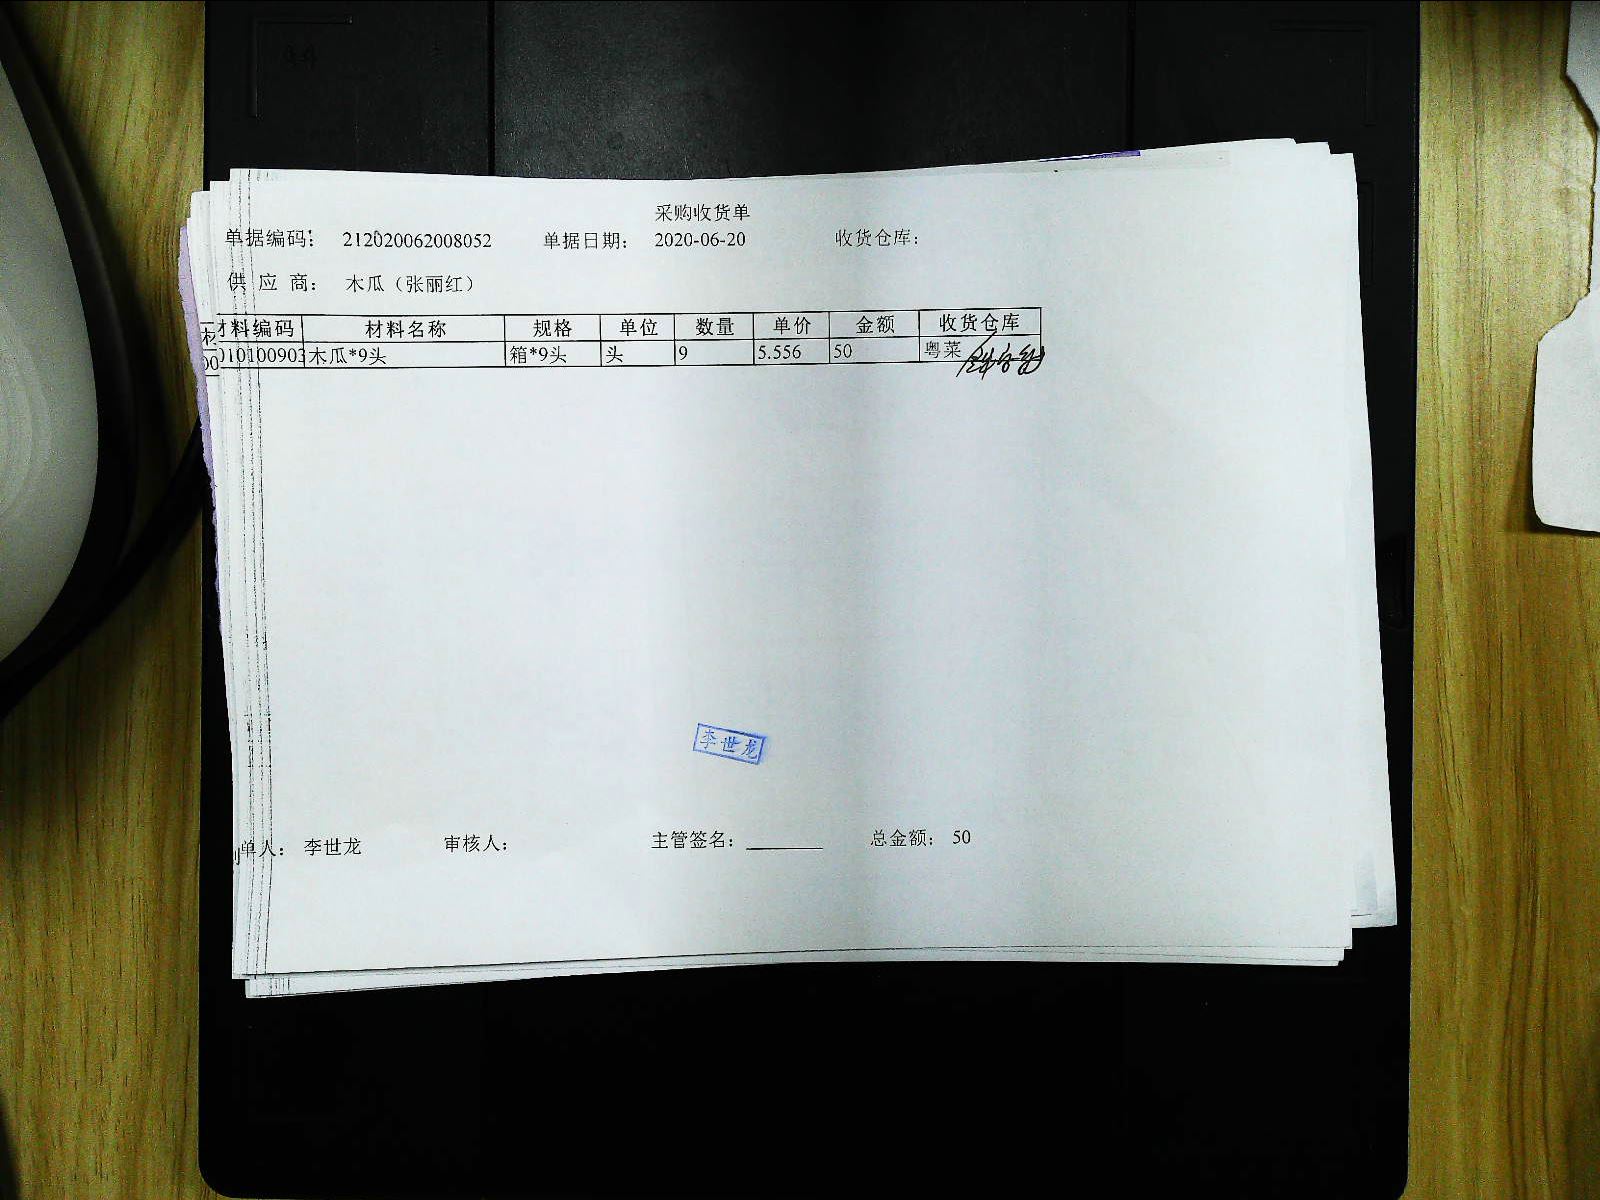 采购收货单
单据编码： 212020062008052 单据日期： 2020-06-20 收货仓库：
供 应 商： 木瓜（张丽红）
材料编码 材料名称 规格 单位 数量 单价 金额 收货仓库
010100903 木瓜*9头 箱*9头 头 9 5.556 50 粤菜
李世龙
单人： 李世龙 审核人： 主管签名： 总金额： 50